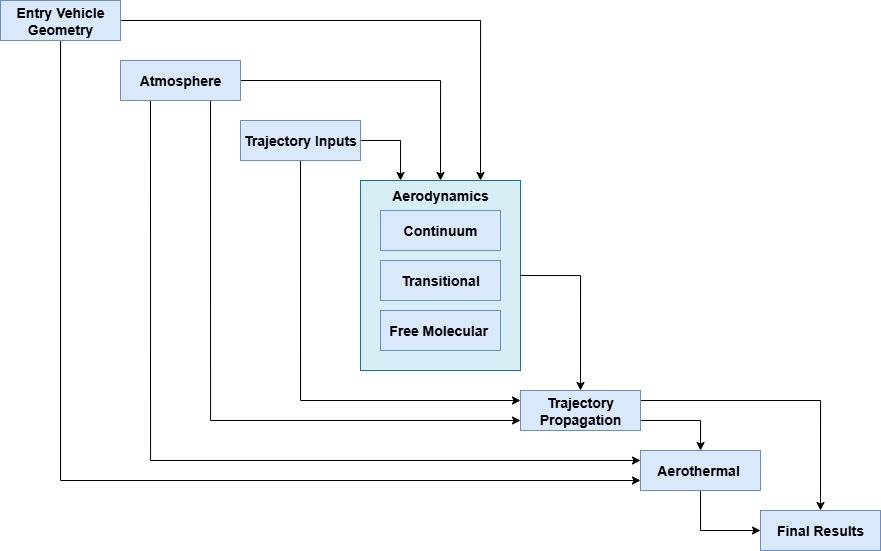 Entry Vehicle
Geometry
Atmosphere
Trajectory Inputs
Aerodynamics
Continuum
Transitional
Free Molecular
Trajectory
Propagation
Aerothermal
Final Results